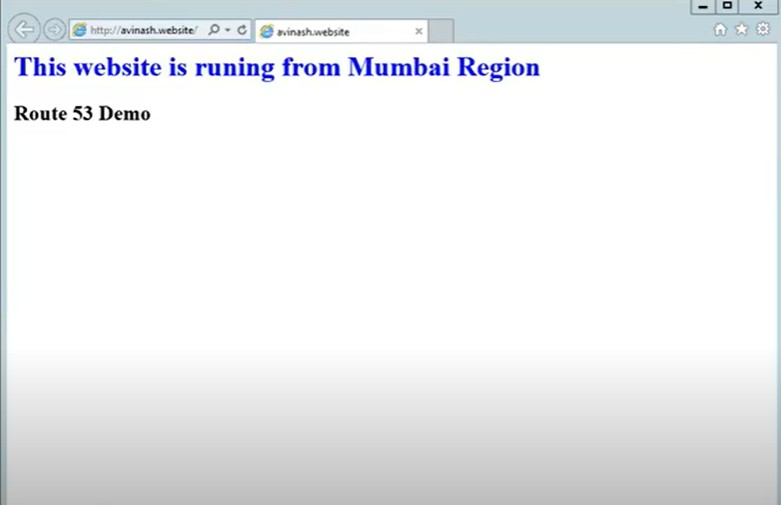 http://avinash.website/
avinash.website
This website is runing from Mumbai Region
Route 53 Demo